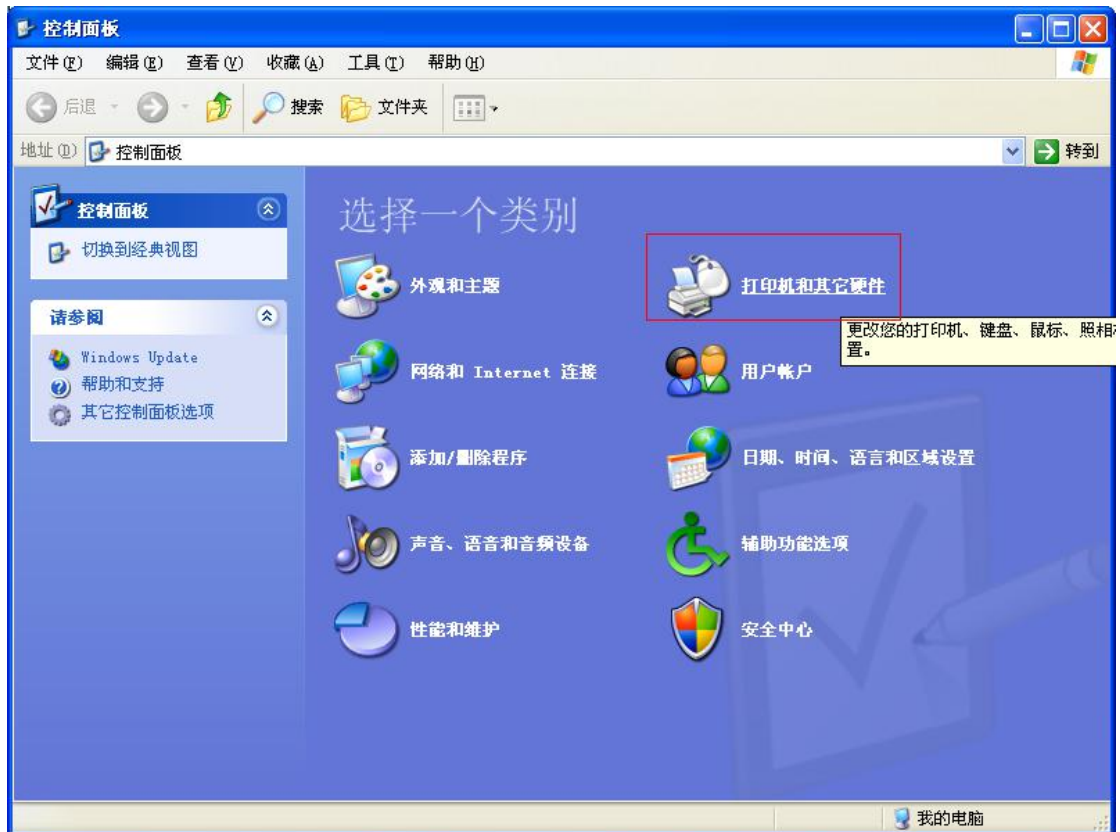 控制面板
文件(F) 编辑(E) 查看(V) 收藏(A) 工具(T) 帮助(H)
后退 搜索 文件夹
地址(D) 控制面板 转到
控制面板
切换到经典视图
请参阅
Windows Update
帮助和支持
其它控制面板选项
选择一个类别
外观和主题
打印机和其它硬件
更改您的打印机、键盘、鼠标、照相
置。
网络和 Internet 连接
用户帐户
添加/删除程序
日期、时间、语言和区域设置
声音、语音和音频设备
辅助功能选项
性能和维护
安全中心
我的电脑